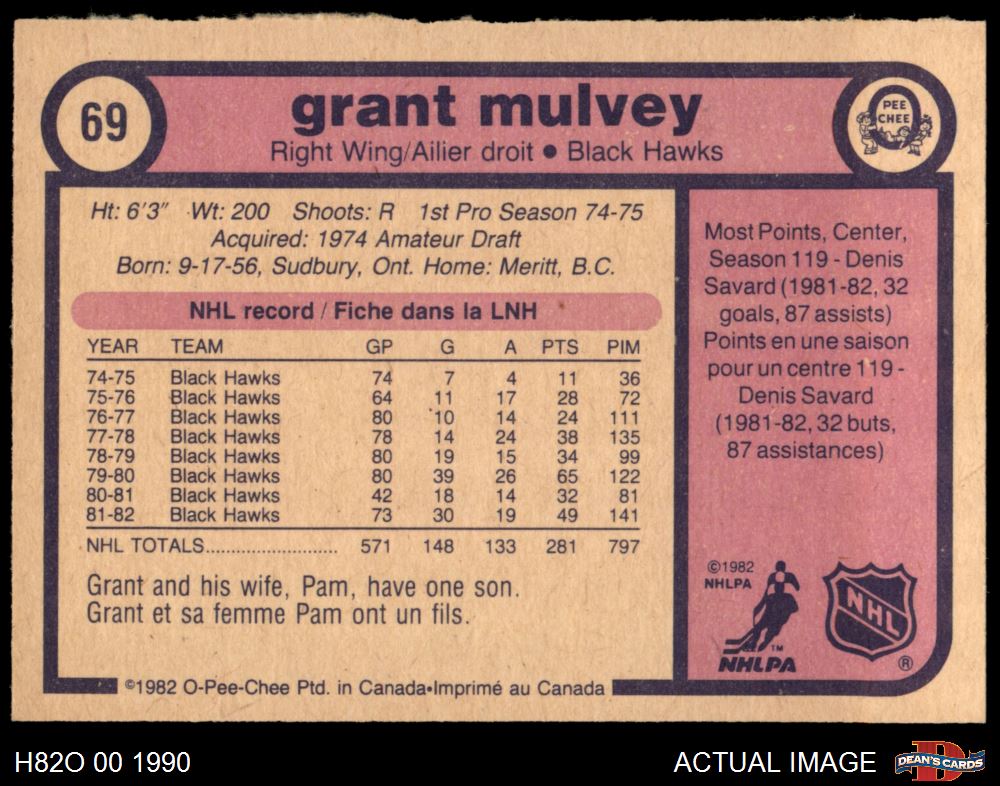 69
grant mulvey
PEE
CHEE
Right Wing/Ailier droit • Black Hawks
Ht: 6'3" Wt: 200 Shoots: R 1st Pro Season 74-75
Acquired: 1974 Amateur Draft
Born: 9-17-56, Sudbury, Ont. Home: Meritt, B.C.
NHL record / Fiche dans la LNH
YEAR TEAM GP G A PTS PIM
74-75 Black Hawks 74 7 4 11 36
75-76 Black Hawks 64 11 17 28 72
76-77 Black Hawks 80 10 14 24 111
77-78 Black Hawks 78 14 24 38 135
78-79 Black Hawks 80 19 15 34 99
79-80 Black Hawks 80 39 26 65 122
80-81 Black Hawks 42 18 14 32 81
81-82 Black Hawks 73 30 19 49 141
NHL TOTALS........................ 571 148 133 281 797
Grant and his wife, Pam, have one son.
Grant et sa femme Pam ont un fils.
Most Points, Center,
Season 119 - Denis
Savard (1981-82, 32
goals, 87 assists)
Points en une saison
pour un centre 119 -
Denis Savard
(1981-82, 32 buts,
87 assistances)
©1982
NHLPA
TM
NHLPA
NHL
®
©1982 O-Pee-Chee Ptd. in Canada•Imprimé au Canada
H82O 00 1990
ACTUAL IMAGE
D
DEAN'S CARDS